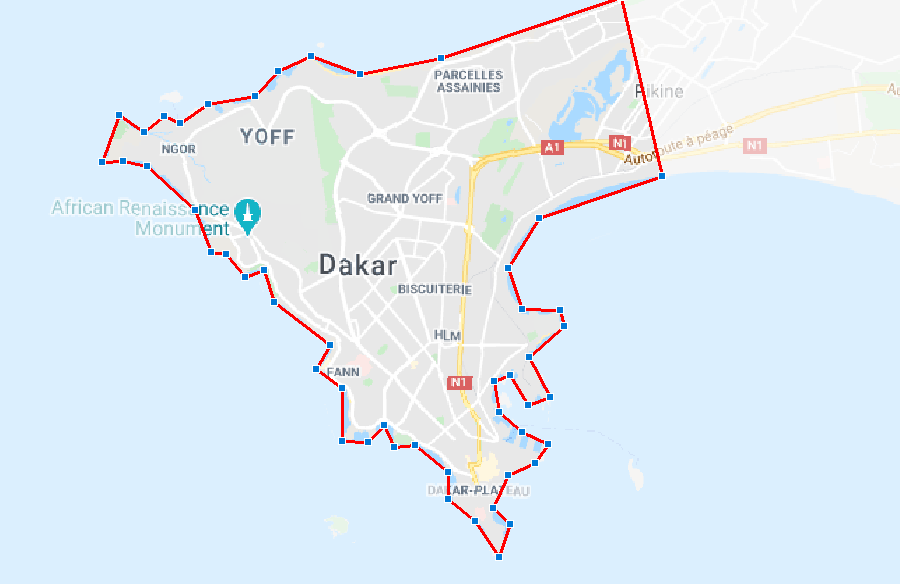 PARCELLES
ASSAINIES
Pikine
YOFF
NGOR
A1
N1
N1
Autoroute à péage
GRAND YOFF
African Renaissance
Monument
Dakar
BISCUITERIE
HLM
FANN
N1
DAKAR-PLATEAU